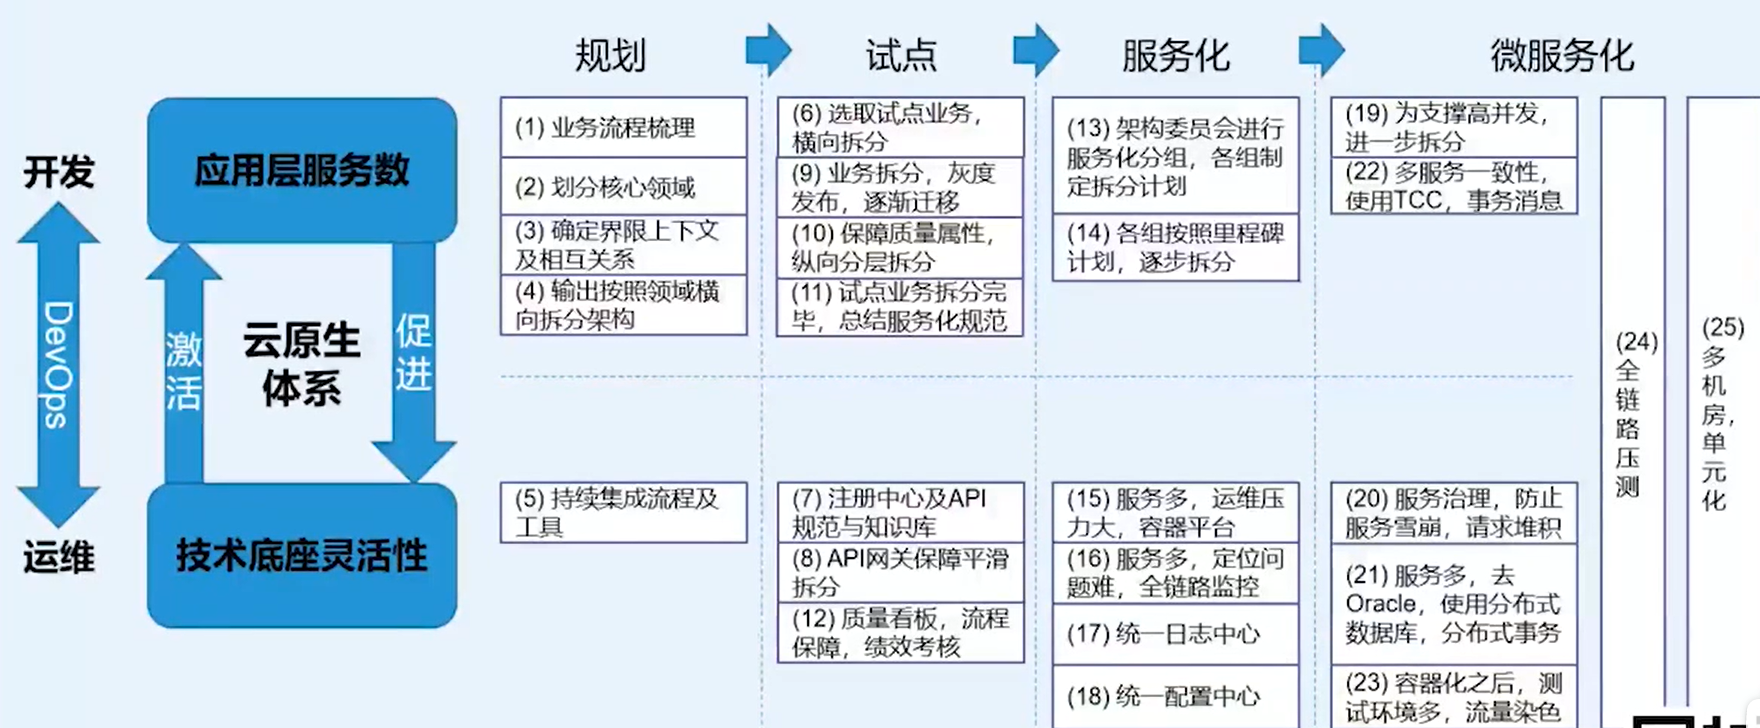 规划
试点
服务化
微服务化
开发
DevOps
运维
应用层服务数
激活
云原生
体系
促进
技术底座灵活性
(1) 业务流程梳理
(2) 划分核心领域
(3) 确定界限上下文
及相互关系
(4) 输出按照领域横
向拆分架构
(5) 持续集成流程及
工具
(6) 选取试点业务，
横向拆分
(9) 业务拆分，灰度
发布，逐渐迁移
(10) 保障质量属性，
纵向分层拆分
(11) 试点业务拆分完
毕，总结服务化规范
(7) 注册中心及API
规范与知识库
(8) API网关保障平滑
拆分
(12) 质量看板，流程
保障，绩效考核
(13) 架构委员会进行
服务化分组，各组制
定拆分计划
(14) 各组按照里程碑
计划，逐步拆分
(15) 服务多，运维压
力大，容器平台
(16) 服务多，定位问
题难，全链路监控
(17) 统一日志中心
(18) 统一配置中心
(19) 为支撑高并发，
进一步拆分
(22) 多服务一致性，
使用TCC，事务消息
(20) 服务治理，防止
服务雪崩，请求堆积
(21) 服务多，去
Oracle，使用分布式
数据库，分布式事务
(23) 容器化之后，测
试环境多，流量染色
(24)
全链路压测
(25)
多机房，单元化